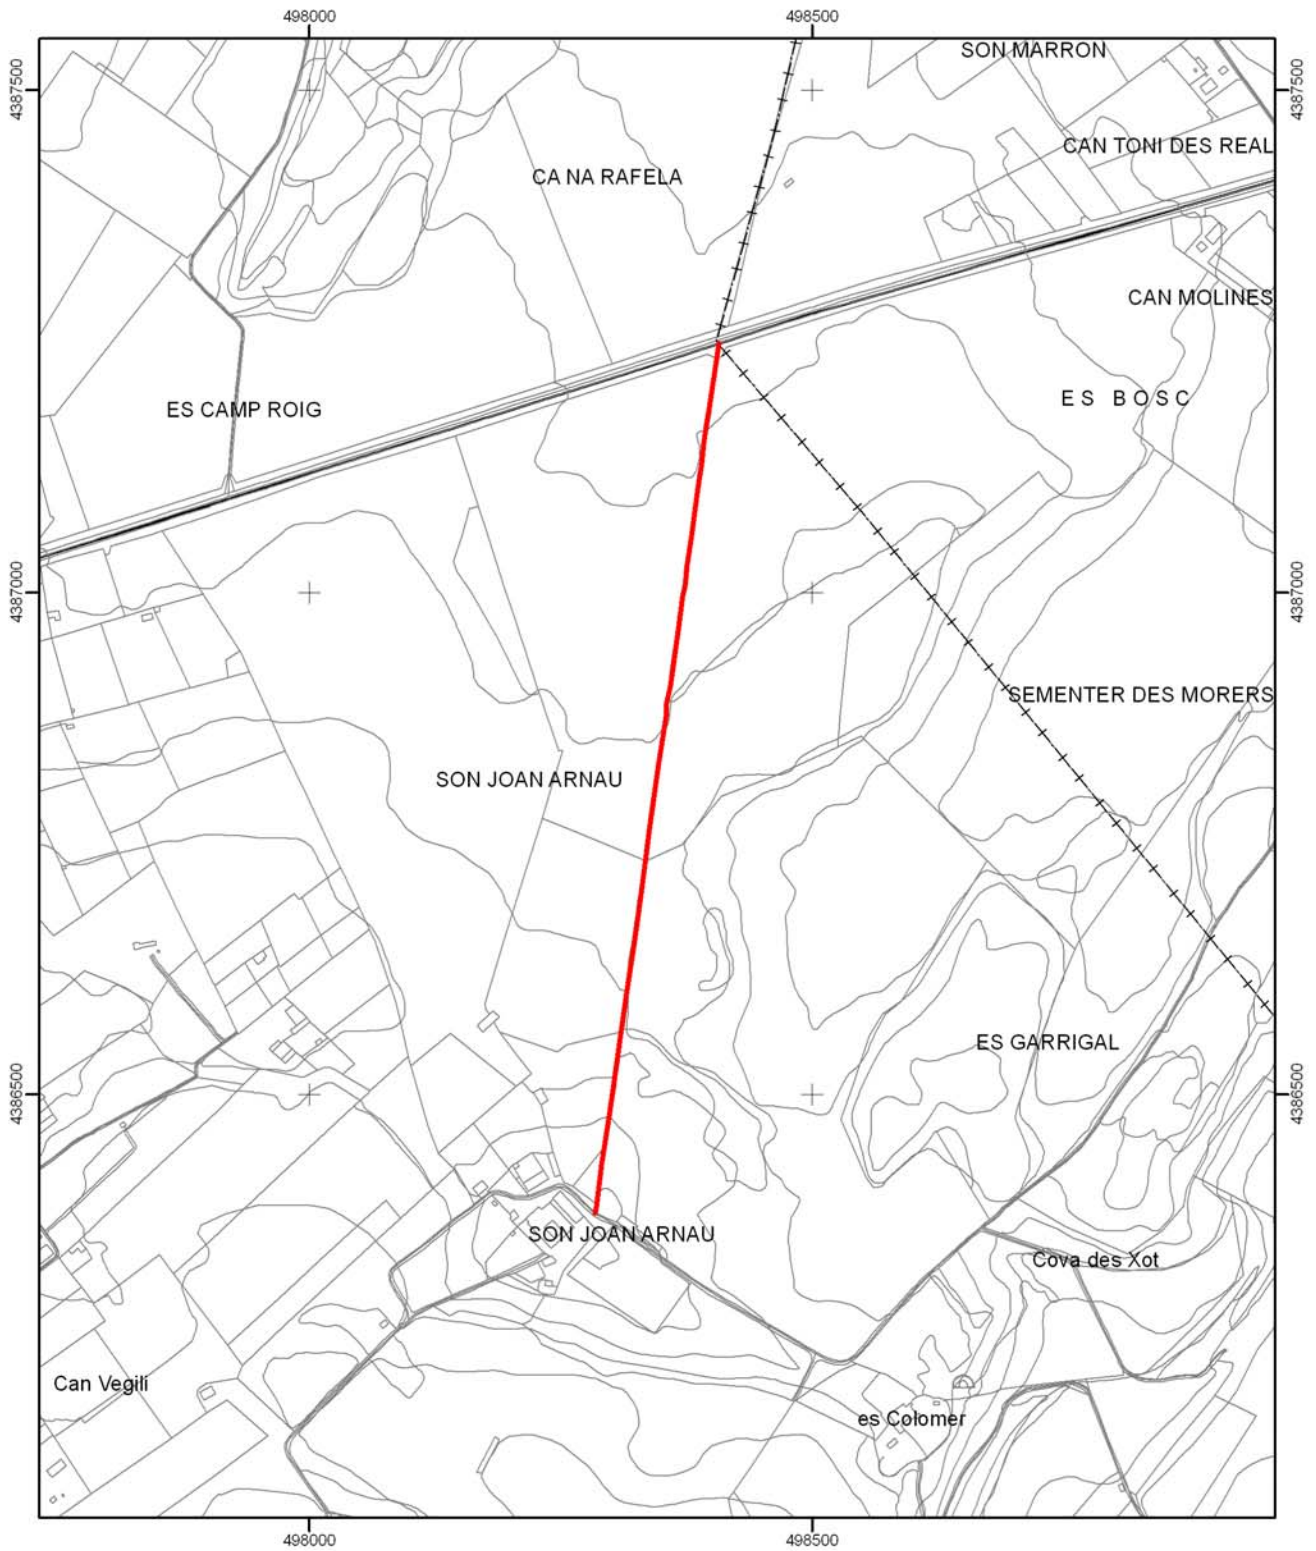 498000
498500
SON MARRON
4387500
4387500
CAN TONI DES REAL
CA NA RAFELA
CAN MOLINES
ES BOSC
ES CAMP ROIG
4387000
4387000
SEMENTER DES MORERS
SON JOAN ARNAU
ES GARRIGAL
4386500
4386500
SON JOAN ARNAU
Cova des Xot
Can Vegili
es Colomer
498000
498500